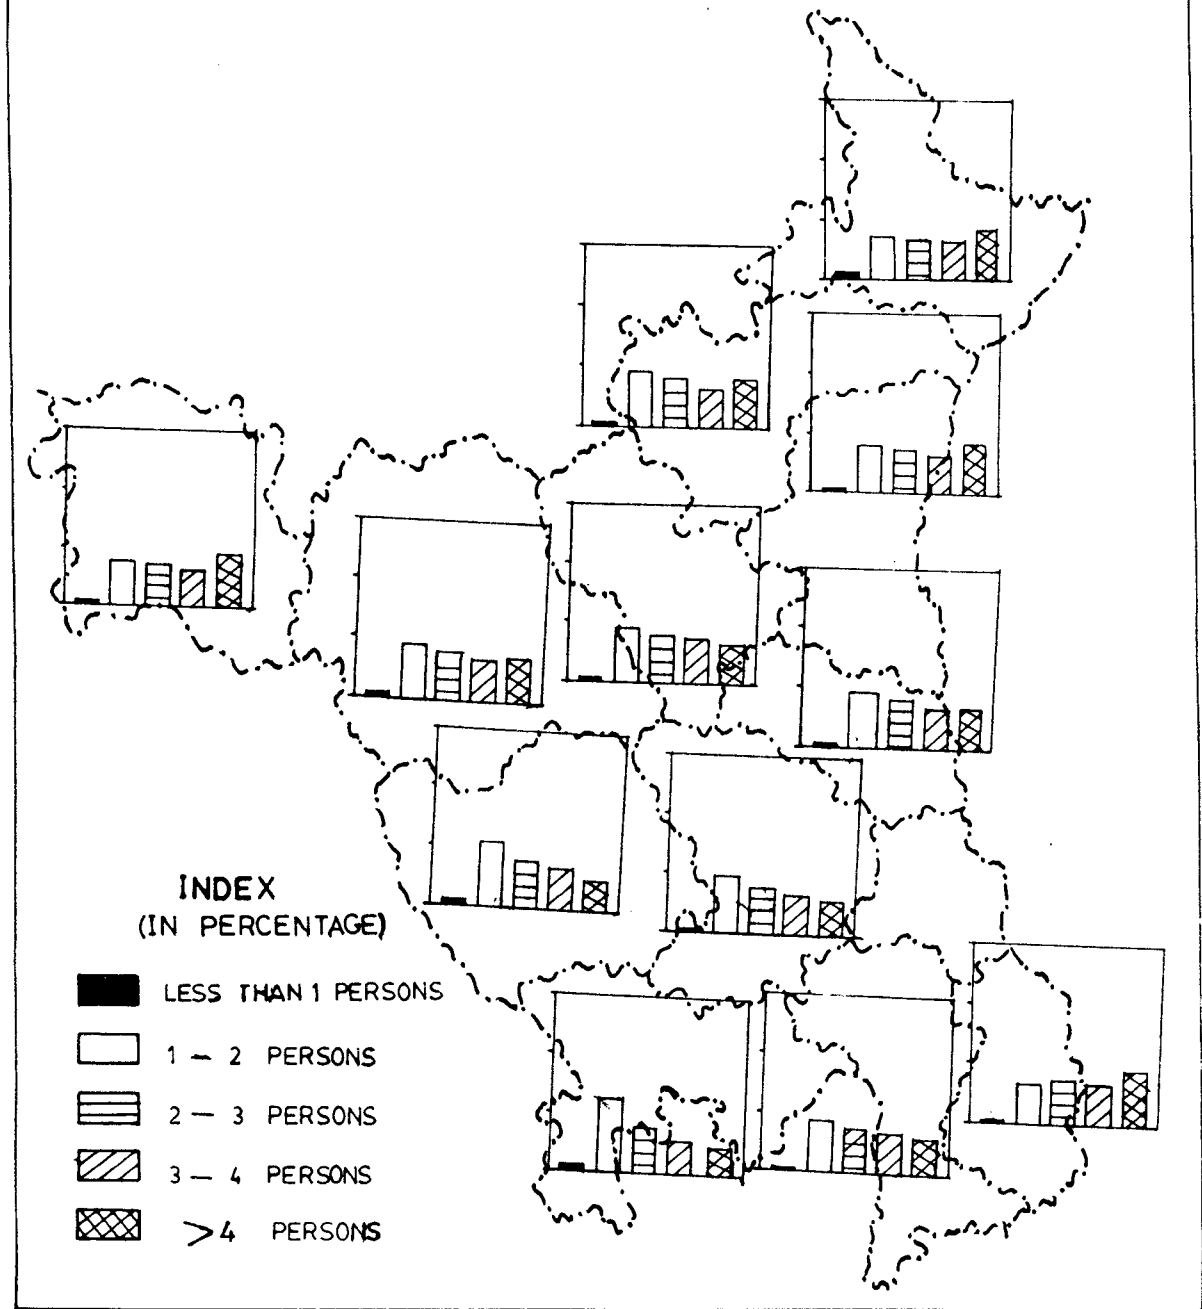 INDEX
(IN PERCENTAGE)
LESS THAN 1 PERSONS
1 – 2 PERSONS
2 – 3 PERSONS
3 – 4 PERSONS
>4 PERSONS